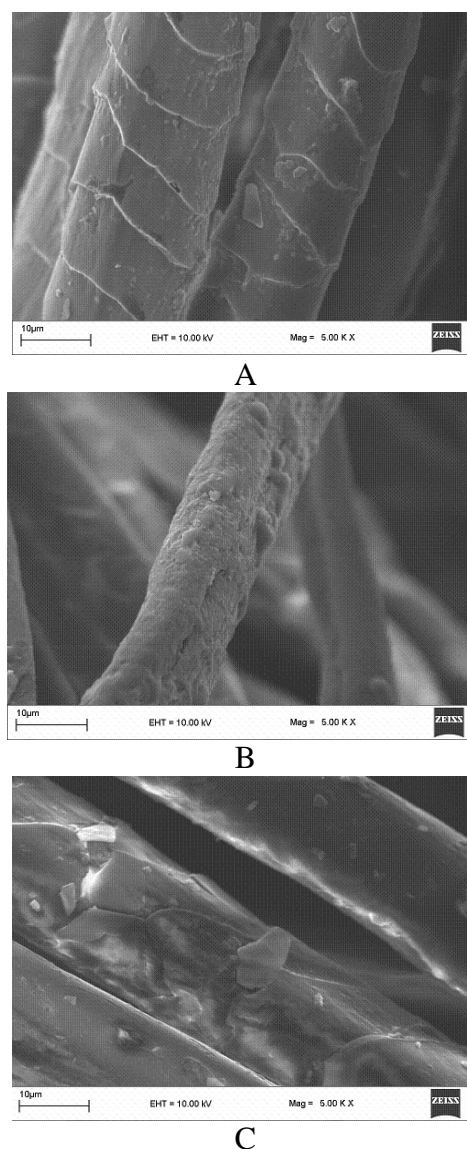 10µm EHT = 10.00 kV Mag = 5.00 K X ZEISS
A
10µm EHT = 10.00 kV Mag = 5.00 K X ZEISS
B
10µm EHT = 10.00 kV Mag = 5.00 K X ZEISS
C